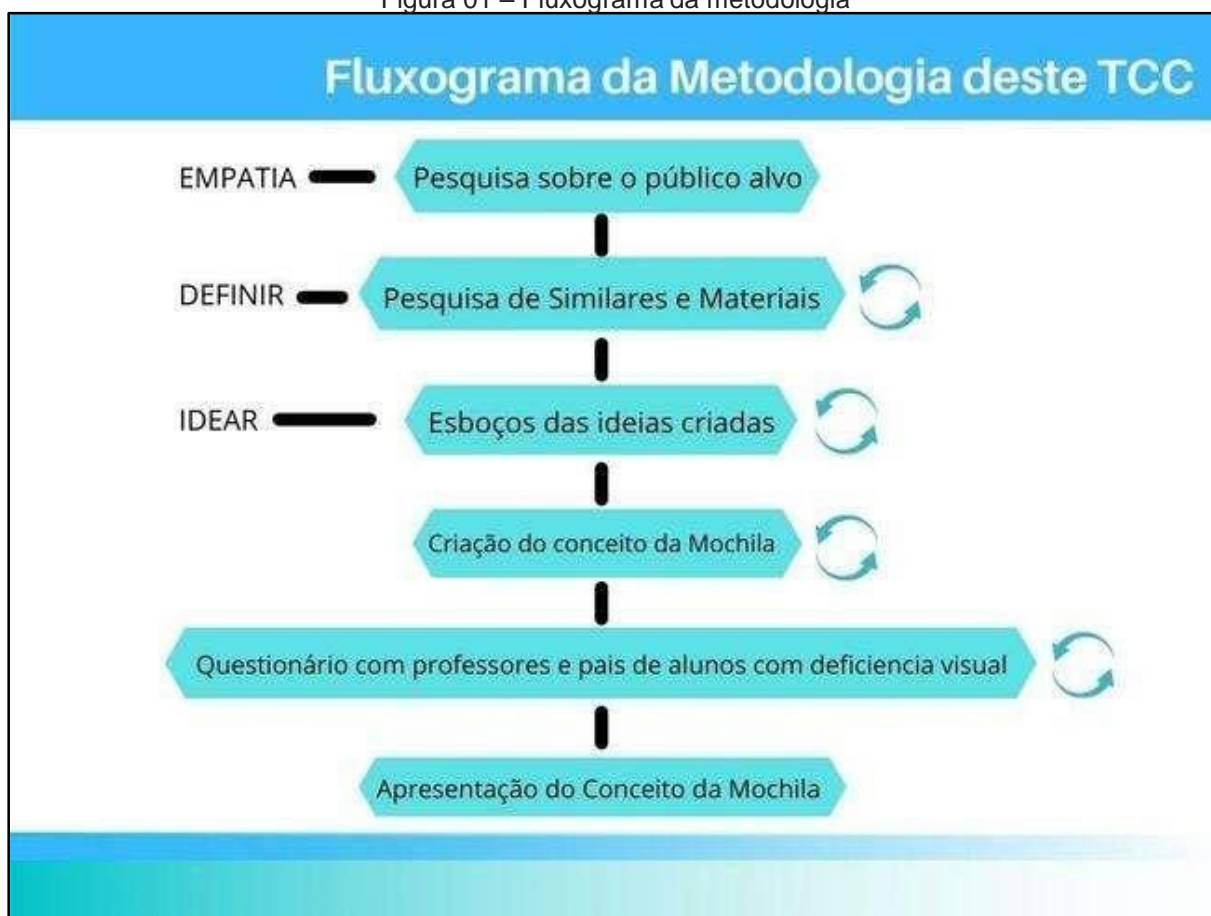 Figura 01 – Fluxograma da metodologia
Fluxograma da Metodologia deste TCC
EMPATIA
Pesquisa sobre o público alvo
DEFINIR
Pesquisa de Similares e Materiais
IDEAR
Esboços das ideias criadas
Criação do conceito da Mochila
Questionário com professores e pais de alunos com deficiencia visual
Apresentação do Conceito da Mochila